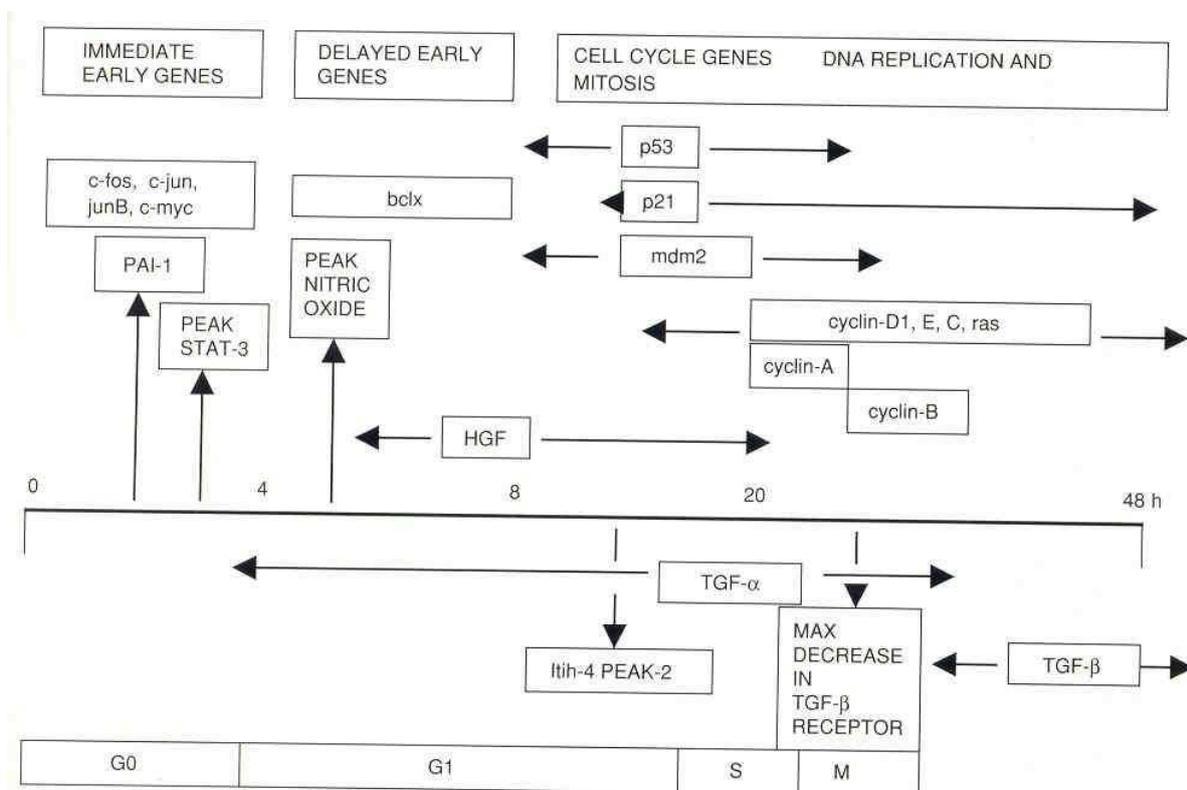 IMMEDIATE
EARLY GENES
DELAYED EARLY
GENES
CELL CYCLE GENES DNA REPLICATION AND
MITOSIS
p53
c-fos, c-jun,
junB, c-myc
bclx
p21
PAI-1
PEAK
NITRIC
OXIDE
mdm2
PEAK
STAT-3
cyclin-D1, E, C, ras
cyclin-A
cyclin-B
HGF
0 4 8 20 48 h
TGF-α
Itih-4 PEAK-2
MAX
DECREASE
IN
TGF-β
RECEPTOR
TGF-β
G0 G1 S M